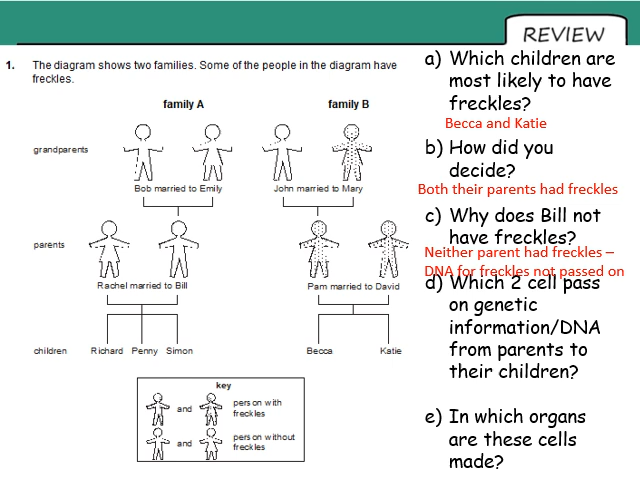 REVIEW
1. The diagram shows two families. Some of the people in the diagram have
freckles.
family A
family B
grandparents
Bob married to Emily
John married to Mary
parents
Rachel married to Bill
Pam married to David
children
Richard Penny Simon
Becca
Katie
key
and
person with
freckles
and
person without
freckles
a) Which children are
most likely to have
freckles?
Becca and Katie
b) How did you
decide?
Both their parents had freckles
c) Why does Bill not
have freckles?
Neither parent had freckles –
DNA for freckles not passed on
d) Which 2 cell pass
on genetic
information/DNA
from parents to
their children?
e) In which organs
are these cells
made?